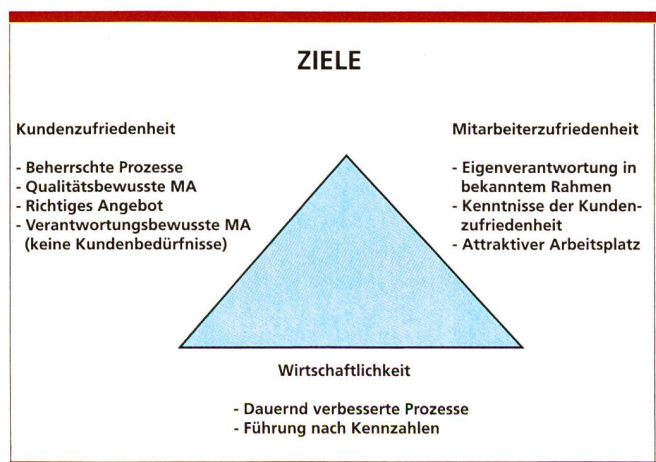 ZIELE
Kundenzufriedenheit
- Beherrschte Prozesse
- Qualitätsbewusste MA
- Richtiges Angebot
- Verantwortungsbewusste MA
(keine Kundenbedürfnisse)
Mitarbeiterzufriedenheit
- Eigenverantwortung in
bekanntem Rahmen
- Kenntnisse der Kunden-
zufriedenheit
- Attraktiver Arbeitsplatz
Wirtschaftlichkeit
- Dauernd verbesserte Prozesse
- Führung nach Kennzahlen